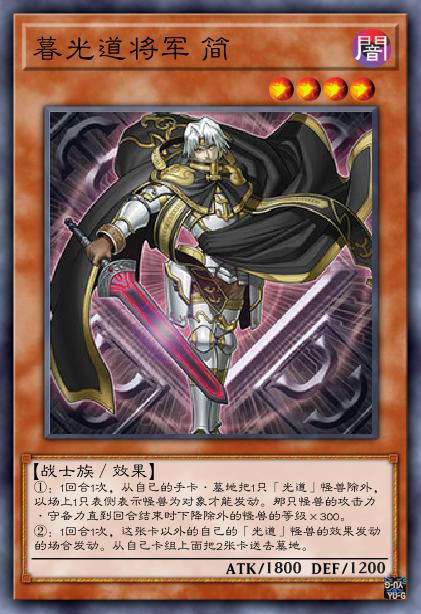 暮光道将军 简
闇
【战士族／效果】
①：1回合1次，从自己的手卡·墓地把1只「光道」怪兽除外，
以场上1只表侧表示怪兽为对象才能发动。那只怪兽的攻击力
·守备力直到回合结束时下降除外的怪兽的等级×300。
②：1回合1次，这张卡以外的自己的「光道」怪兽的效果发动
的场合发动。从自己卡组上面把2张卡送去墓地。
ATK/1800 DEF/1200